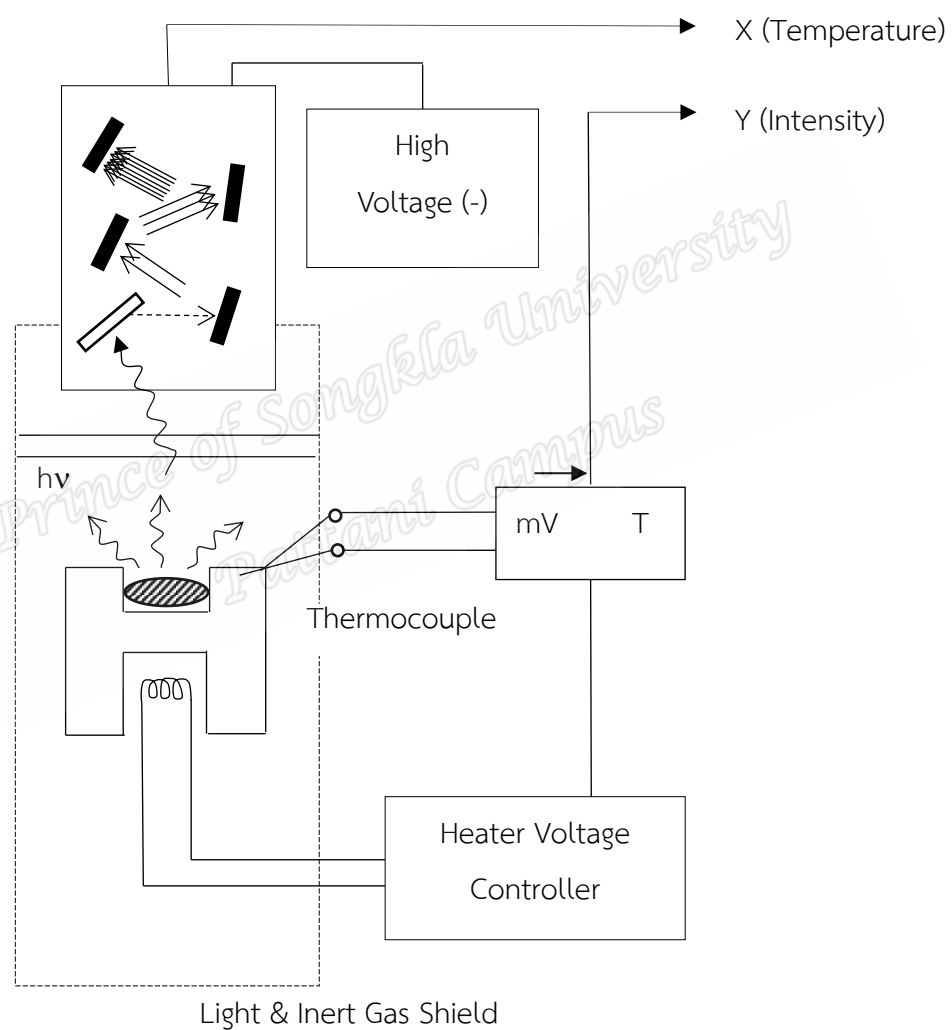 X (Temperature)
Y (Intensity)
High
Voltage (-)
Prince of Songkla University
Pattani Campus
hν
mV T
Thermocouple
Heater Voltage
Controller
Light & Inert Gas Shield